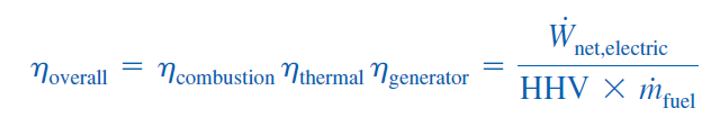 η_overall = η_combustion η_thermal η_generator = Ẇ_net,electric / (HHV × ṁ_fuel)